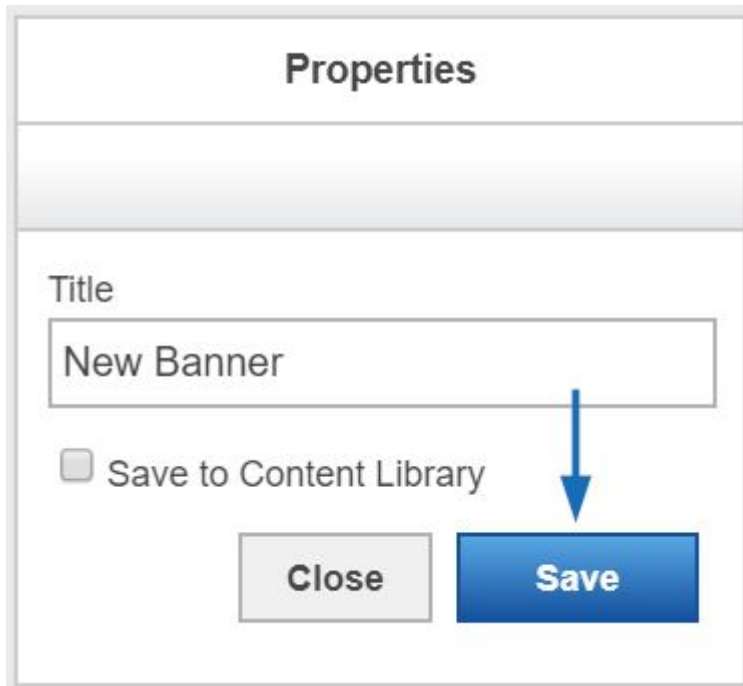 Properties
Title
New Banner
Save to Content Library
Close
Save